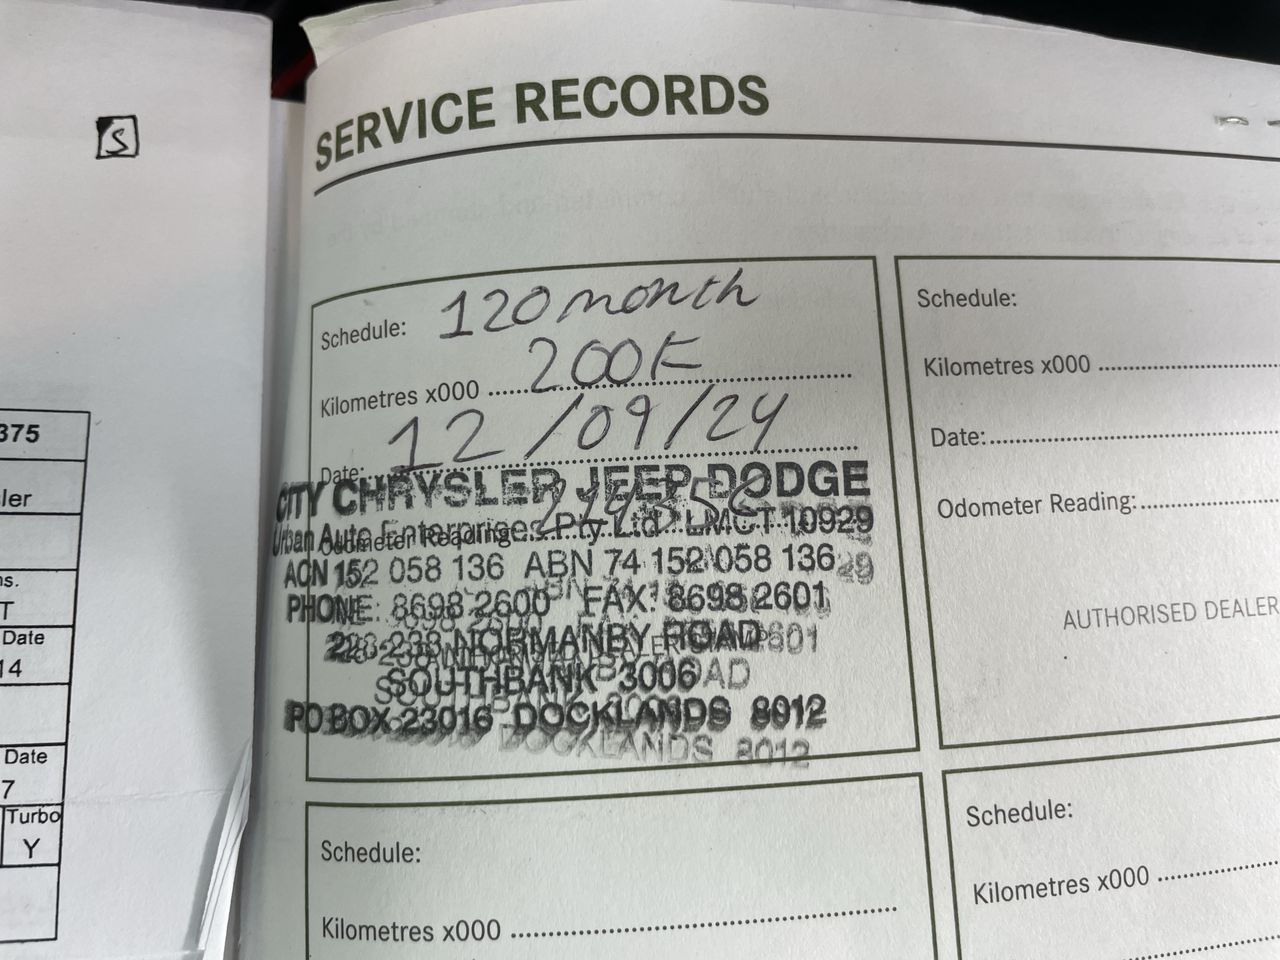 S
375
ler
ns.
T
Date
14
Date
7
Turbo
Y
SERVICE RECORDS
Schedule: 120 month
Kilometres x000 200K
Date: 12/09/24
Odometer Reading:
CITY CHRYSLER JEEP DODGE
Urban Auto Enterprises Pty Ltd LMCT 10929
ACN 152 058 136 ABN 74 152 058 136
PHONE: 8698 2600 FAX: 8698 2601
228-238 NORMANBY ROAD
SOUTHBANK 3006
PO BOX 23016 DOCKLANDS 8012
Schedule:
Kilometres x000
Date:
Odometer Reading:
AUTHORISED DEALER
Schedule:
Kilometres x000
Schedule:
Kilometres x000